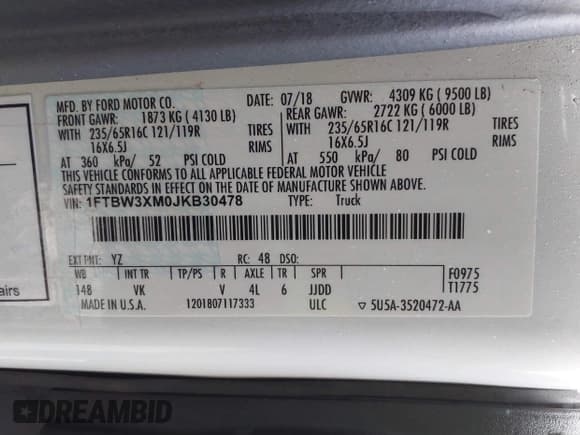 MFD. BY FORD MOTOR CO.
DATE: 07/18 GVWR: 4309 KG ( 9500 LB)
FRONT GAWR: 1873 KG ( 4130 LB)
REAR GAWR: 2722 KG ( 6000 LB)
WITH 235/65R16C 121/119R TIRES
WITH 235/65R16C 121/119R TIRES
16X6.5J RIMS
16X6.5J RIMS
AT 360 kPa/ 52 PSI COLD
AT 550 kPa/ 80 PSI COLD
THIS VEHICLE CONFORMS TO ALL APPLICABLE FEDERAL MOTOR VEHICLE
SAFETY STANDARDS IN EFFECT ON THE DATE OF MANUFACTURE SHOWN ABOVE.
VIN: 1FTBW3XM0JKB30478 TYPE: Truck
EXT PNT: YZ RC: 48 DSO:
WB INT TR TP/PS R AXLE TR SPR F0975
148 VK V 4L 6 JJDD T1775
MADE IN U.S.A. 1201807117333 ULC ▽ 5U5A-3520472-AA
airs
DREAMBID